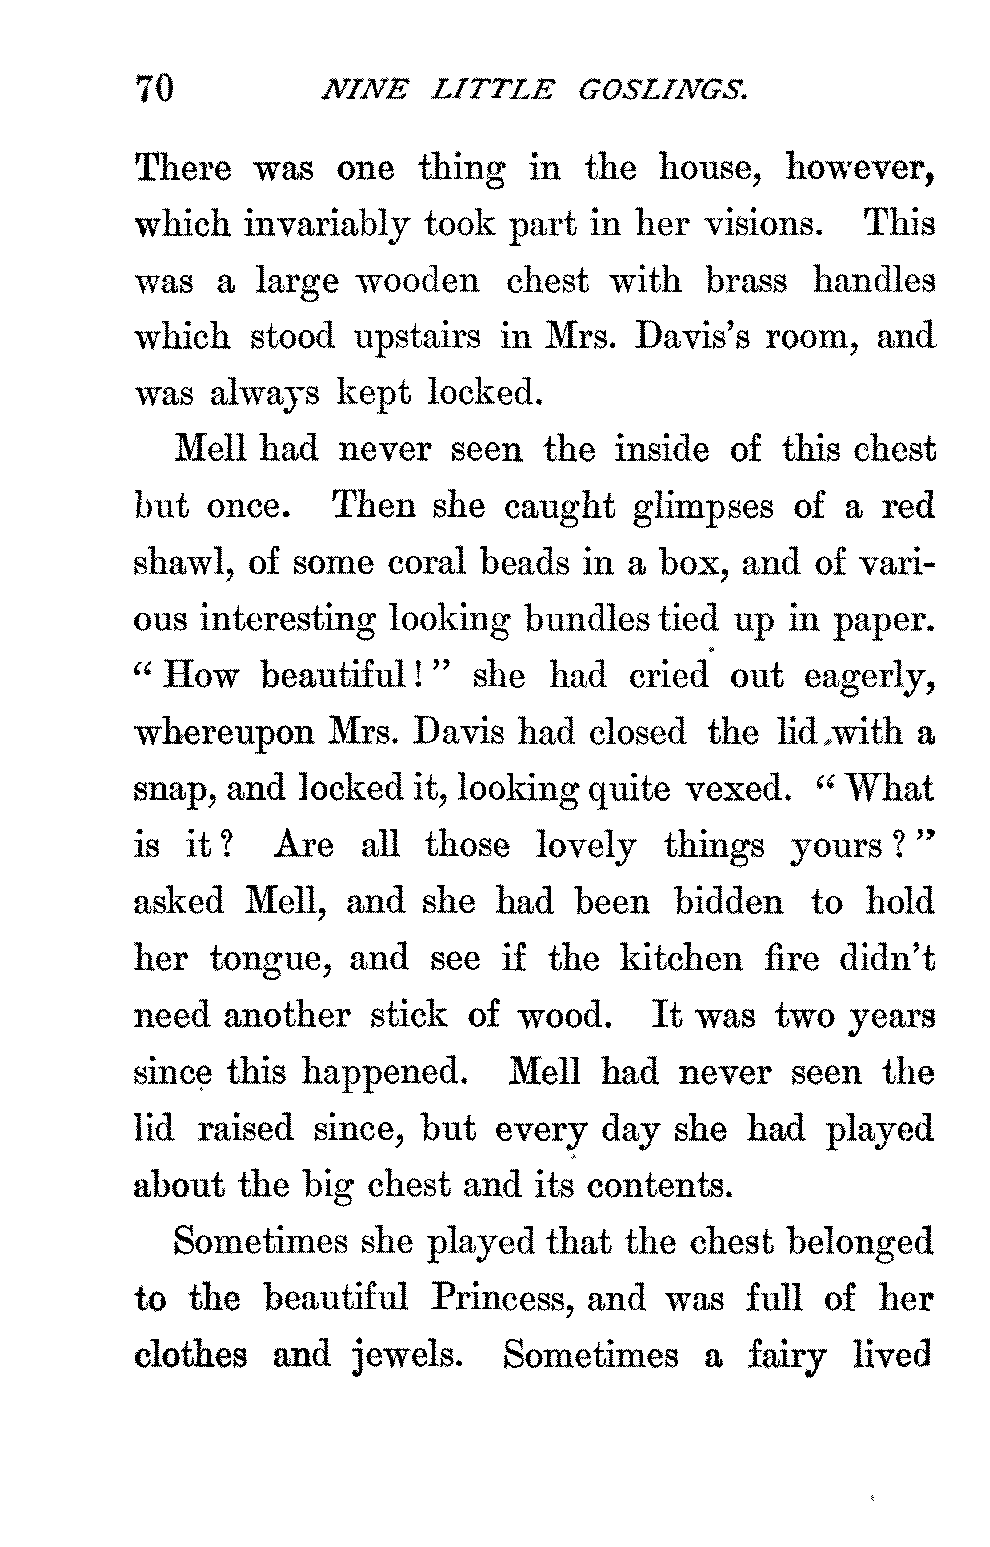 70 NINE LITTLE GOSLINGS.
There was one thing in the house, however,
which invariably took part in her visions. This
was a large wooden chest with brass handles
which stood upstairs in Mrs. Davis's room, and
was always kept locked.
Mell had never seen the inside of this chest
but once. Then she caught glimpses of a red
shawl, of some coral beads in a box, and of vari-
ous interesting looking bundles tied up in paper.
“ How beautiful! ” she had cried out eagerly,
whereupon Mrs. Davis had closed the lid with a
snap, and locked it, looking quite vexed. “ What
is it? Are all those lovely things yours? ”
asked Mell, and she had been bidden to hold
her tongue, and see if the kitchen fire didn't
need another stick of wood. It was two years
since this happened. Mell had never seen the
lid raised since, but every day she had played
about the big chest and its contents.
Sometimes she played that the chest belonged
to the beautiful Princess, and was full of her
clothes and jewels. Sometimes a fairy lived